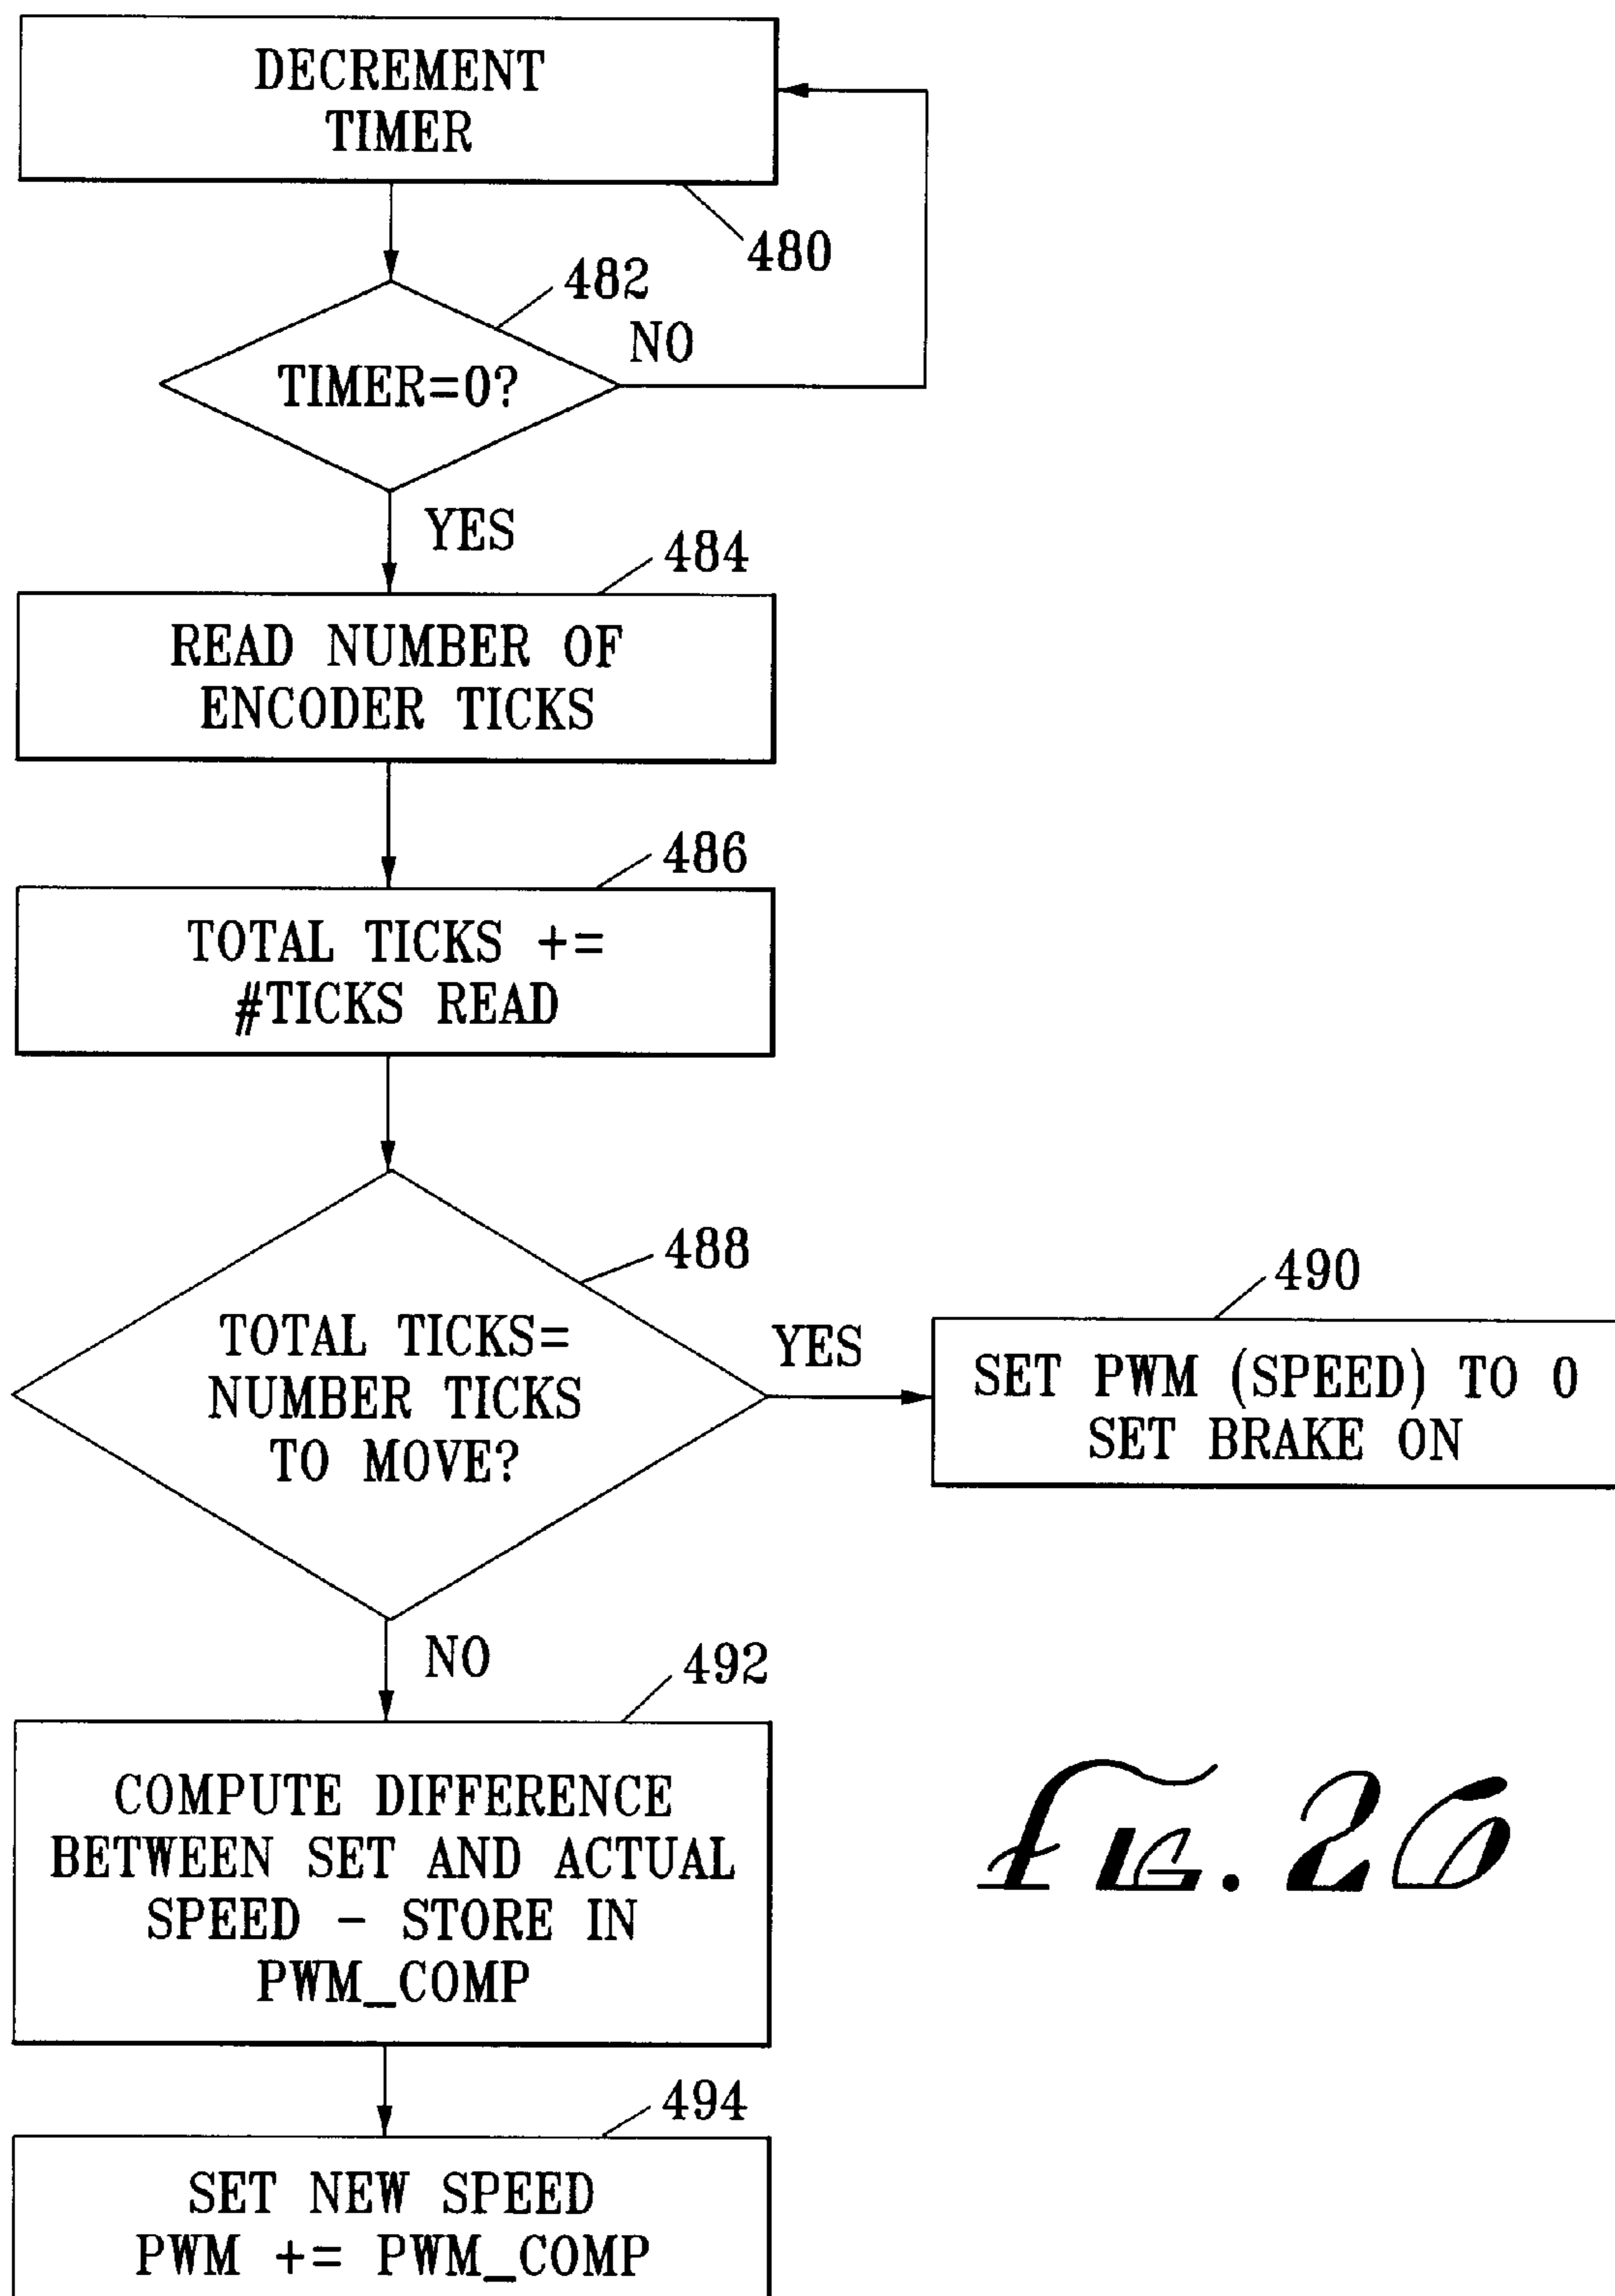 DECREMENT
TIMER
480
482
NO
TIMER=0?
YES
484
READ NUMBER OF
ENCODER TICKS
486
TOTAL TICKS +=
#TICKS READ
488
TOTAL TICKS=
NUMBER TICKS
TO MOVE?
YES
490
SET PWM (SPEED) TO 0
SET BRAKE ON
NO
492
COMPUTE DIFFERENCE
BETWEEN SET AND ACTUAL
SPEED - STORE IN
PWM_COMP
FIG. 26
494
SET NEW SPEED
PWM += PWM_COMP